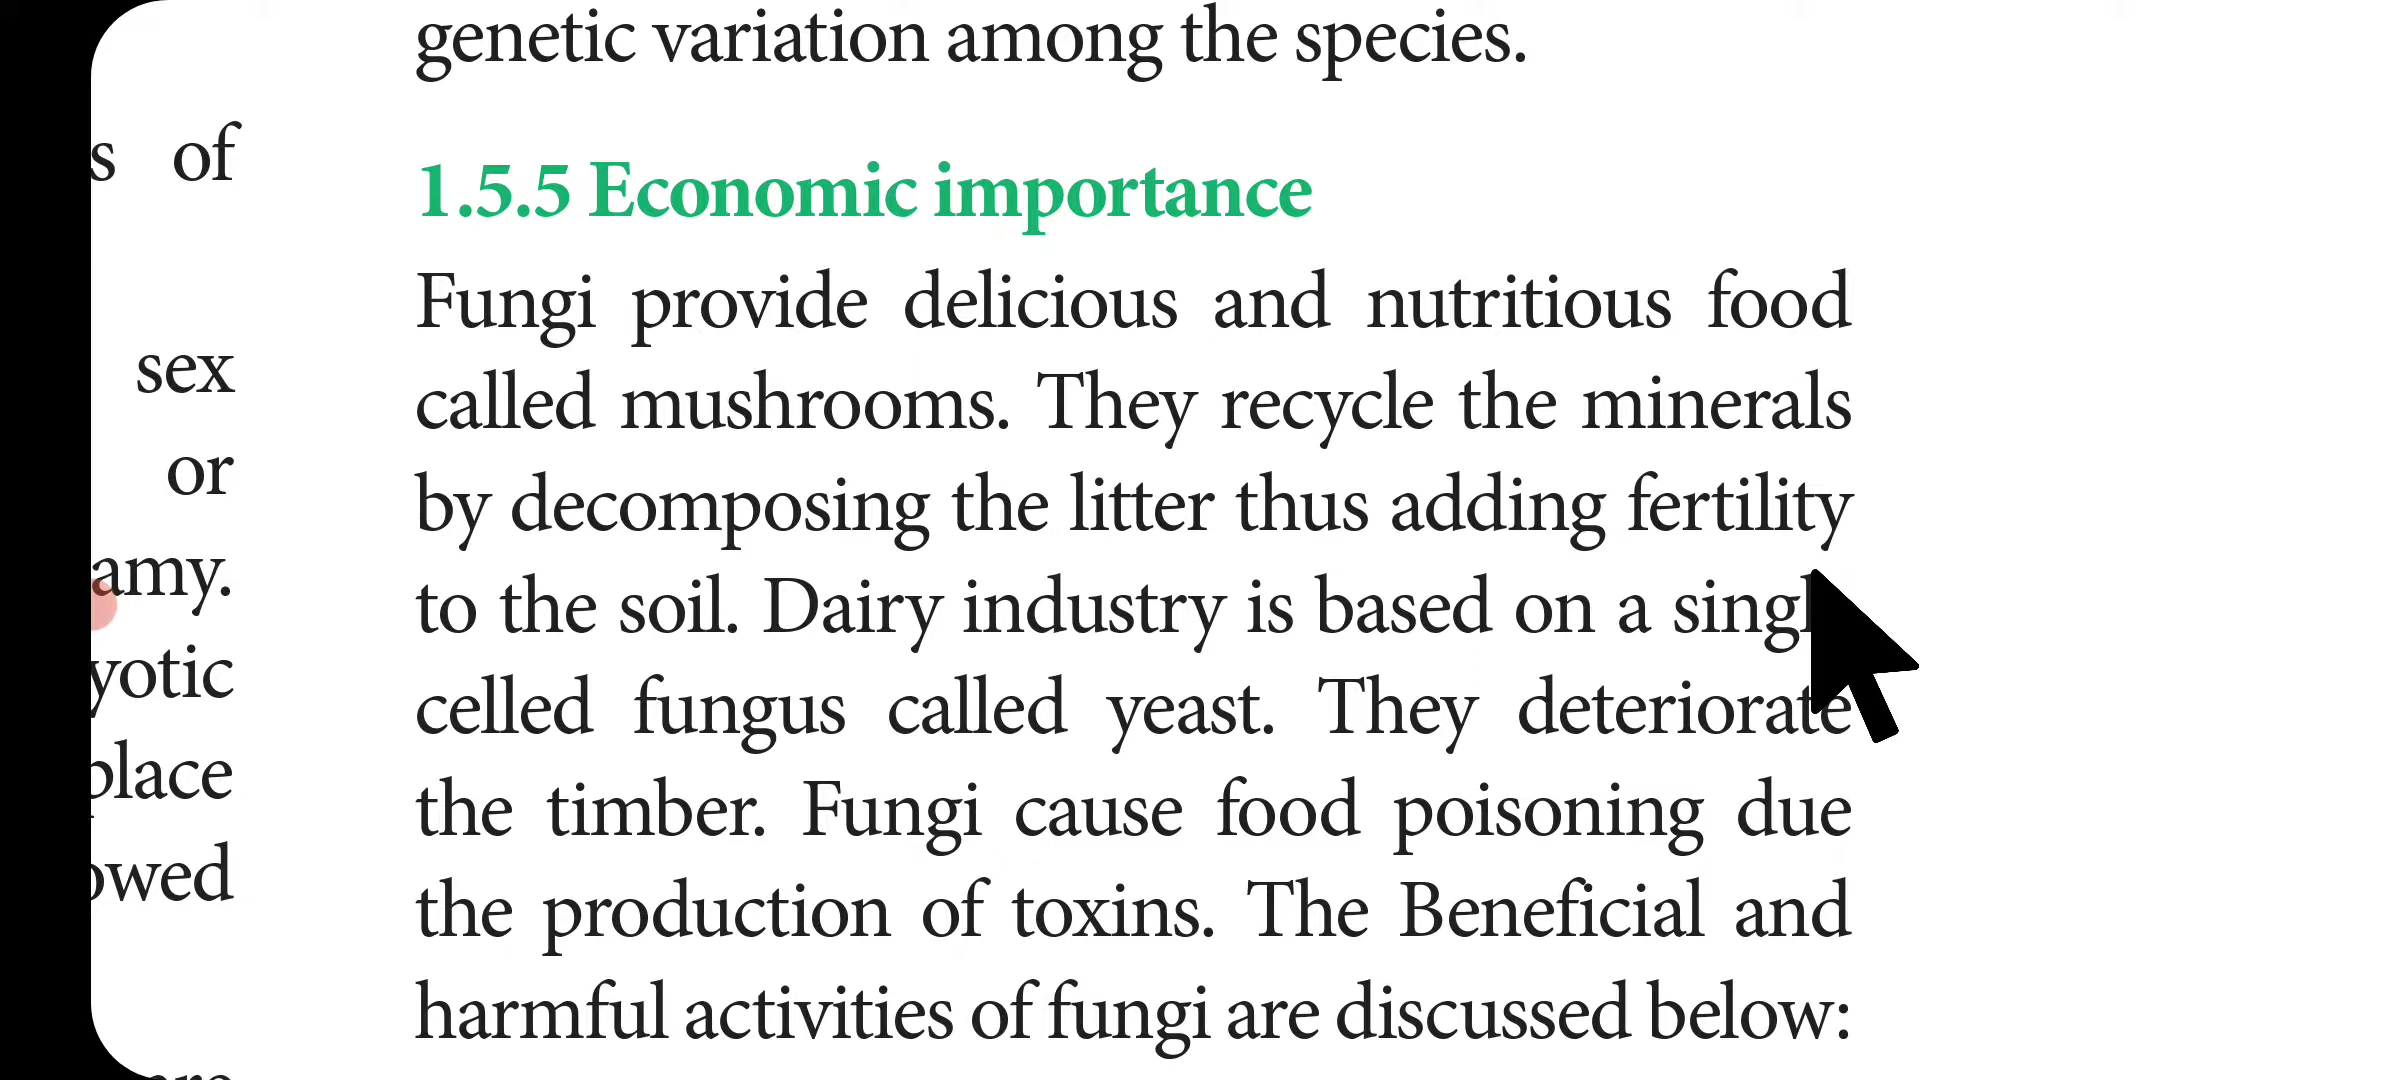 genetic variation among the species.
s of
sex
or
amy.
yotic
place
owed
1.5.5 Economic importance
Fungi provide delicious and nutritious food
called mushrooms. They recycle the minerals
by decomposing the litter thus adding fertility
to the soil. Dairy industry is based on a
celled fungus called yeast. They deteriorate
the timber. Fungi cause food poisoning due
the production of toxins. The Beneficial and
harmful activities of fungi are discussed below: